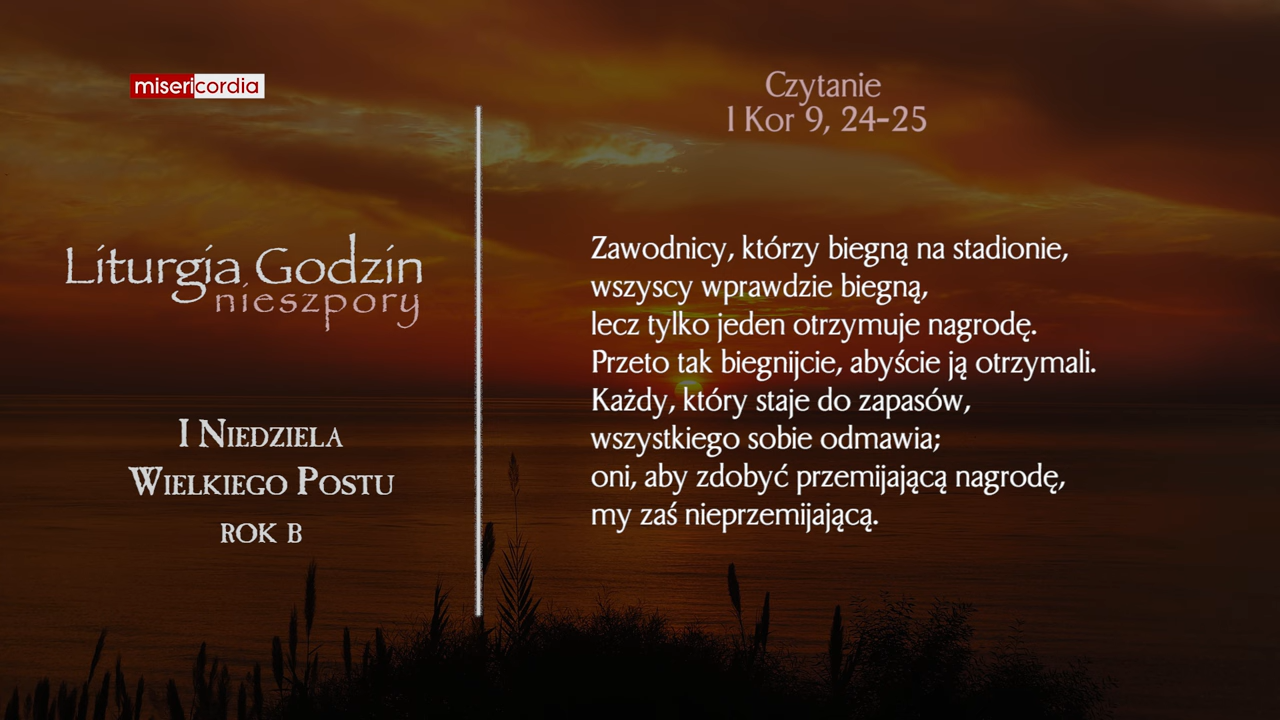 misericordia
Liturgia Godzin
nieszpory
I Niedziela
Wielkiego Postu
rok B
Czytanie
1 Kor 9, 24-25
Zawodnicy, którzy biegną na stadionie,
wszyscy wprawdzie biegną,
lecz tylko jeden otrzymuje nagrodę.
Przeto tak biegnijcie, abyście ją otrzymali.
Każdy, który staje do zapasów,
wszystkiego sobie odmawia;
oni, aby zdobyć przemijającą nagrodę,
my zaś nieprzemijającą.